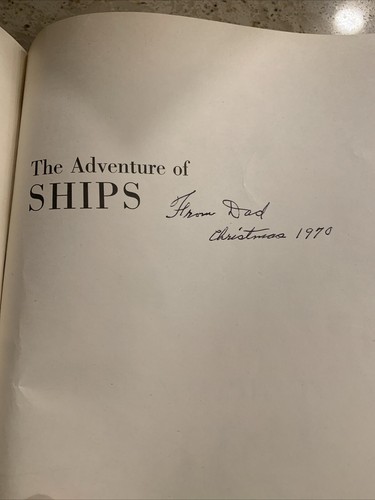 The Adventure of
SHIPS
From Dad
Christmas 1970